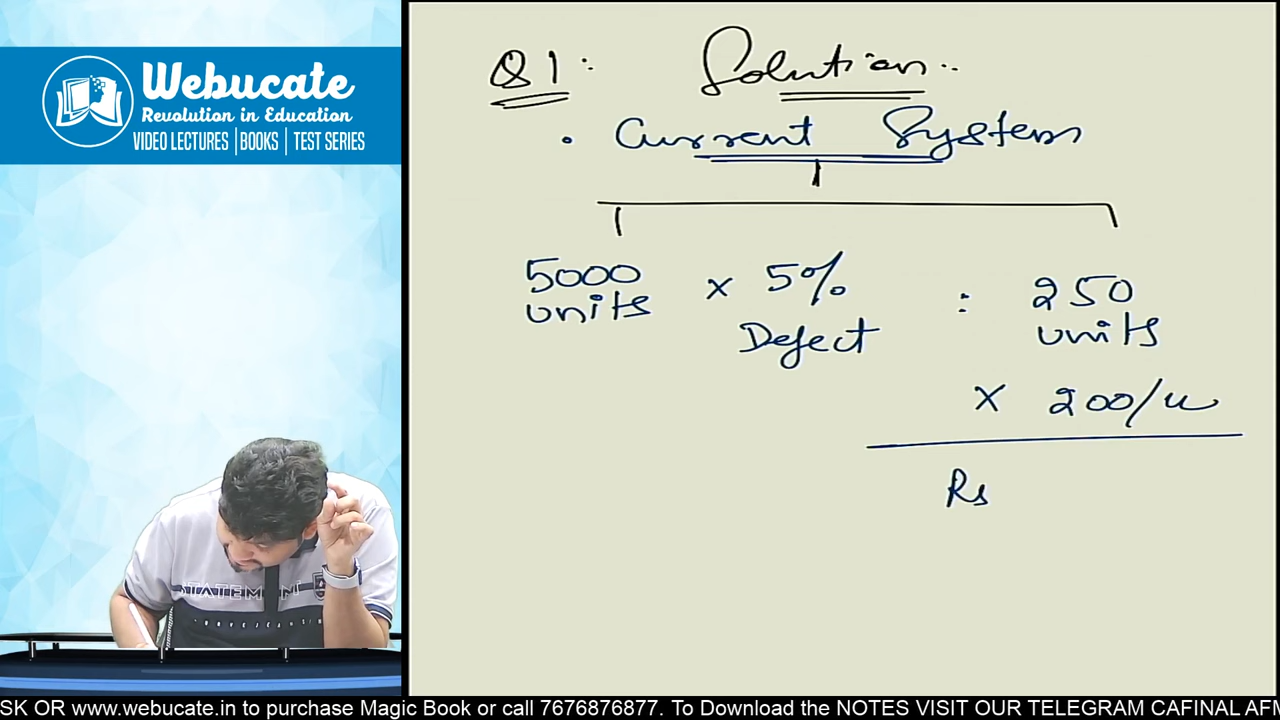 Webucate
Revolution in Education
VIDEO LECTURES | BOOKS | TEST SERIES
Q1: Solution..
. Current System
5000 units × 5% Defect : 250 units
× 200/u
Rs
STATEM
SK OR www.webucate.in to purchase Magic Book or call 7676876877. To Download the NOTES VISIT OUR TELEGRAM CAFINAL AFM